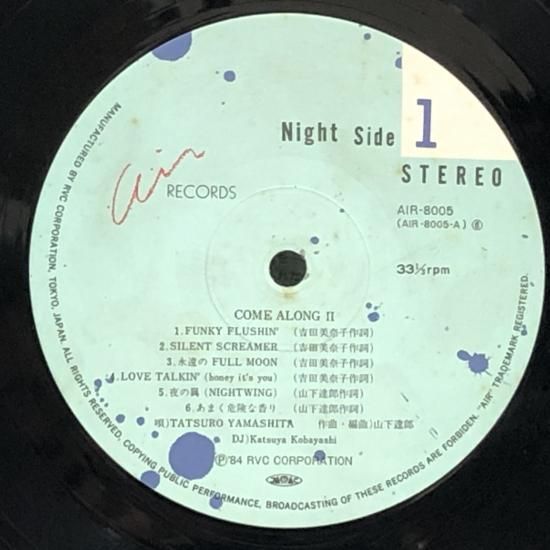 Night Side 1
STEREO
Air RECORDS
AIR-8005
(AIR-8005-A)
33⅓rpm
COME ALONG II
1.FUNKY FLUSHIN' (吉田美奈子作詞)
2.SILENT SCREAMER (吉田美奈子作詞)
3.永遠の FULL MOON (吉田美奈子作詞)
4.LOVE TALKIN' (honey it's you) (吉田美奈子作詞)
5.夜の翼 (NIGHTWING) (山下達郎作詞)
6.あまく危険な香り (山下達郎作詞)
唄)TATSURO YAMASHITA 作曲・編曲)山下達郎
DJ)Katsuya Kobayashi
Ⓟ'84 RVC CORPORATION
MANUFACTURED BY RVC CORPORATION, TOKYO, JAPAN. ALL RIGHTS RESERVED, COPYING PUBLIC PERFORMANCE, BROADCASTING OF THESE RECORDS ARE FORBIDDEN. "AIR" TRADEMARK REGISTERED.